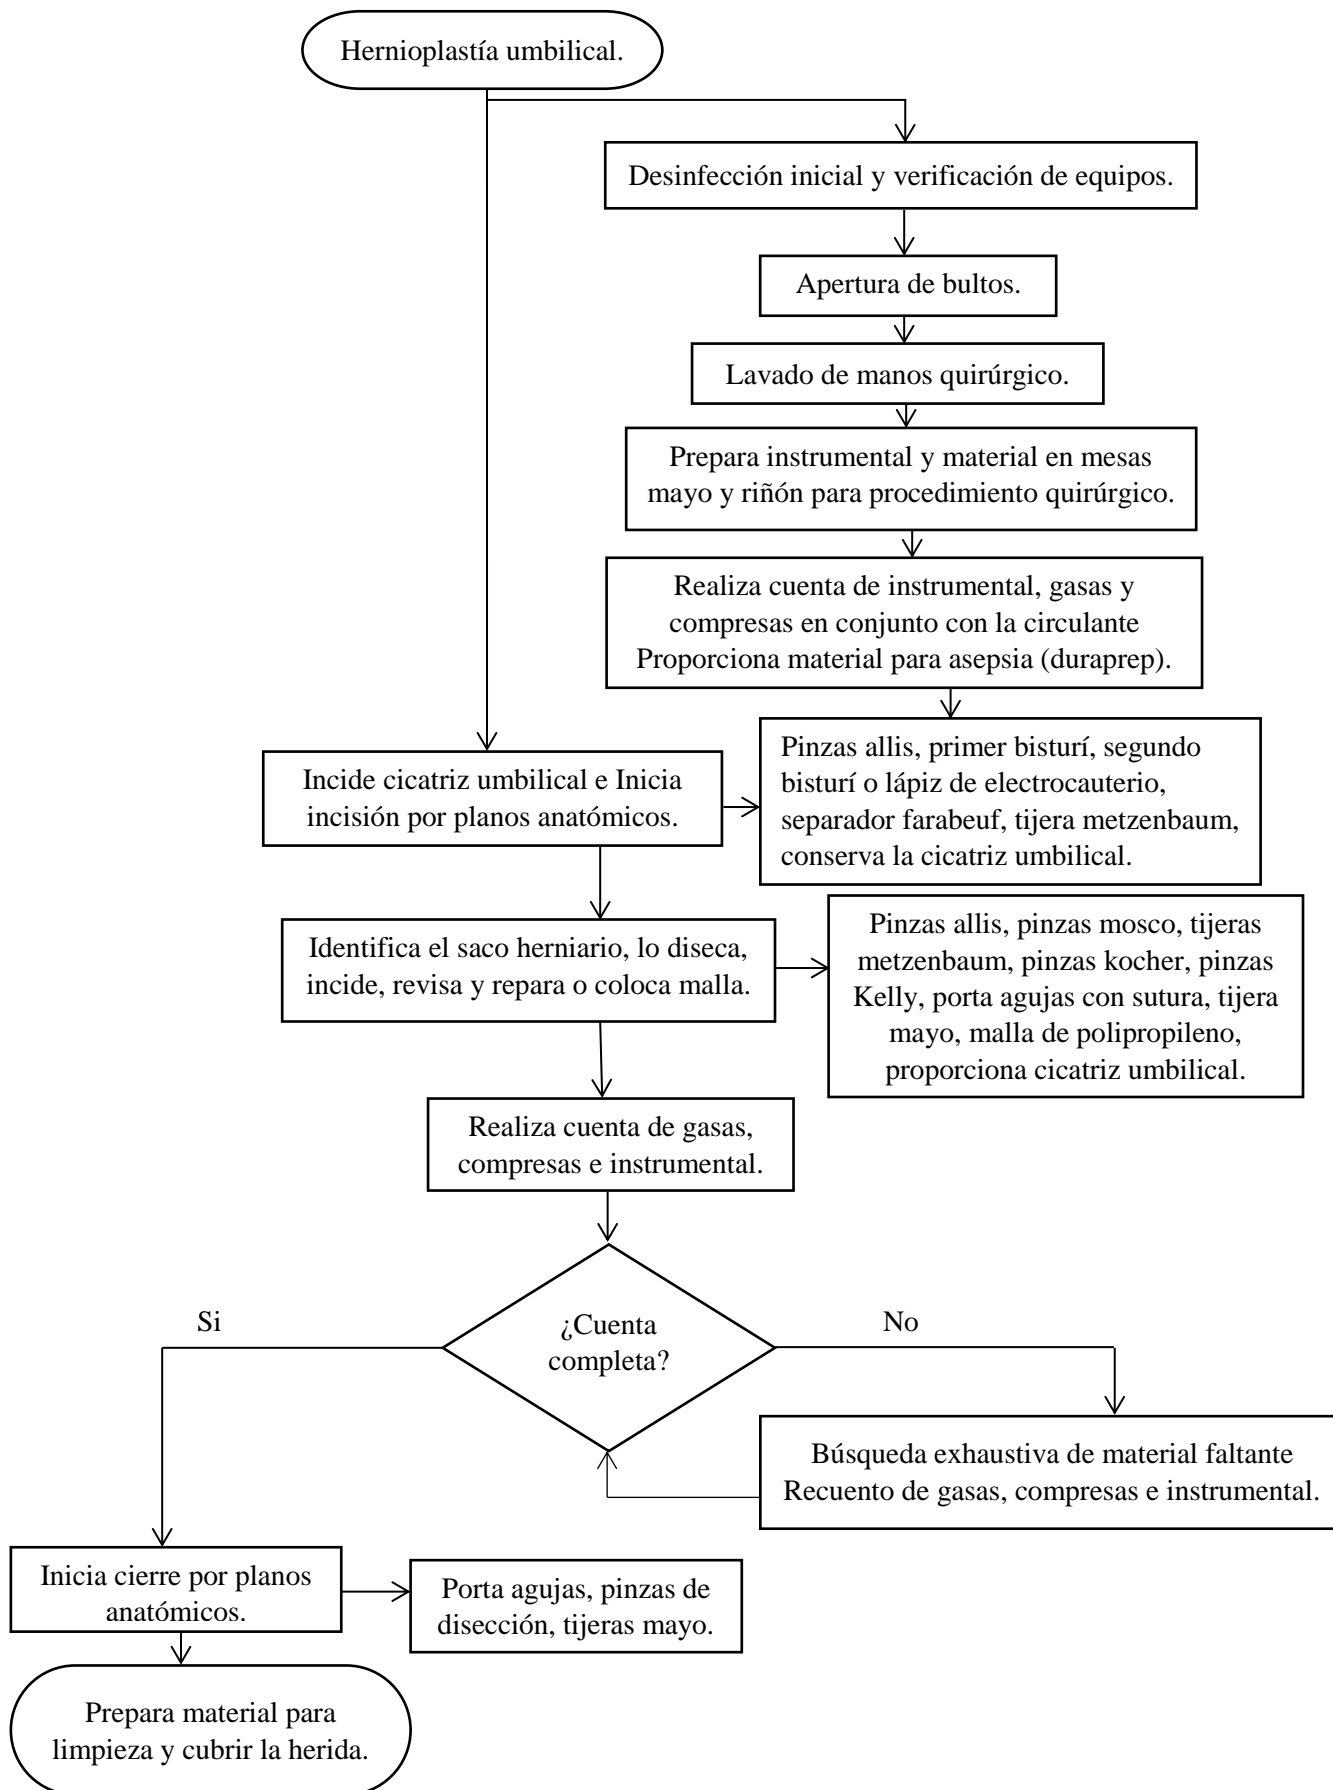 Hernioplastía umbilical.
Desinfección inicial y verificación de equipos.
Apertura de bultos.
Lavado de manos quirúrgico.
Prepara instrumental y material en mesas
mayo y riñón para procedimiento quirúrgico.
Realiza cuenta de instrumental, gasas y
compresas en conjunto con la circulante
Proporciona material para asepsia (duraprep).
Incide cicatriz umbilical e Inicia
incisión por planos anatómicos.
Pinzas allis, primer bisturí, segundo
bisturí o lápiz de electrocauterio,
separador farabeuf, tijera metzenbaum,
conserva la cicatriz umbilical.
Identifica el saco herniario, lo diseca,
incide, revisa y repara o coloca malla.
Pinzas allis, pinzas mosco, tijeras
metzenbaum, pinzas kocher, pinzas
Kelly, porta agujas con sutura, tijera
mayo, malla de polipropileno,
proporciona cicatriz umbilical.
Realiza cuenta de gasas,
compresas e instrumental.
¿Cuenta
completa?
Si
No
Búsqueda exhaustiva de material faltante
Recuento de gasas, compresas e instrumental.
Inicia cierre por planos
anatómicos.
Porta agujas, pinzas de
disección, tijeras mayo.
Prepara material para
limpieza y cubrir la herida.